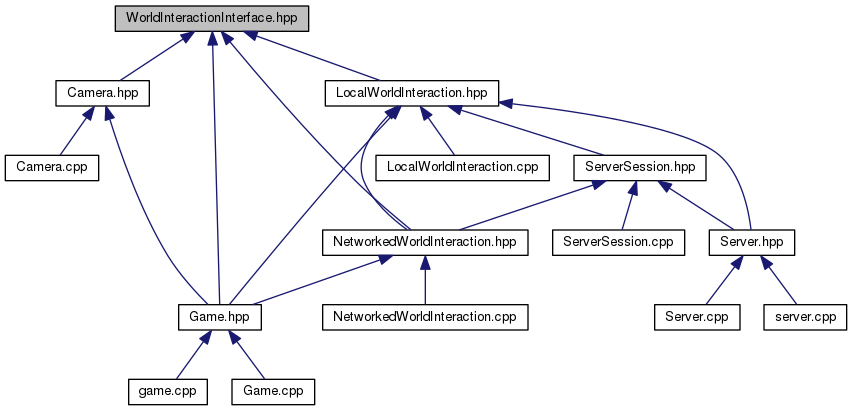 WorldInteractionInterface.hpp
Camera.hpp
LocalWorldInteraction.hpp
Camera.cpp
LocalWorldInteraction.cpp
ServerSession.hpp
NetworkedWorldInteraction.hpp
ServerSession.cpp
Server.hpp
Game.hpp
NetworkedWorldInteraction.cpp
Server.cpp
server.cpp
game.cpp
Game.cpp